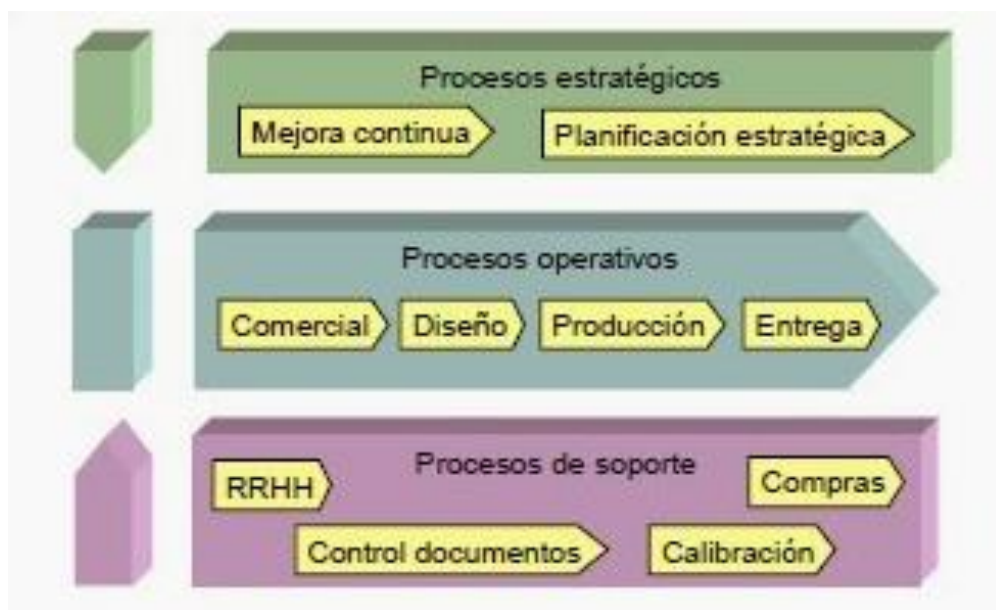 Procesos estratégicos
Mejora continua
Planificación estratégica
Procesos operativos
Comercial
Diseño
Producción
Entrega
Procesos de soporte
RRHH
Compras
Control documentos
Calibración